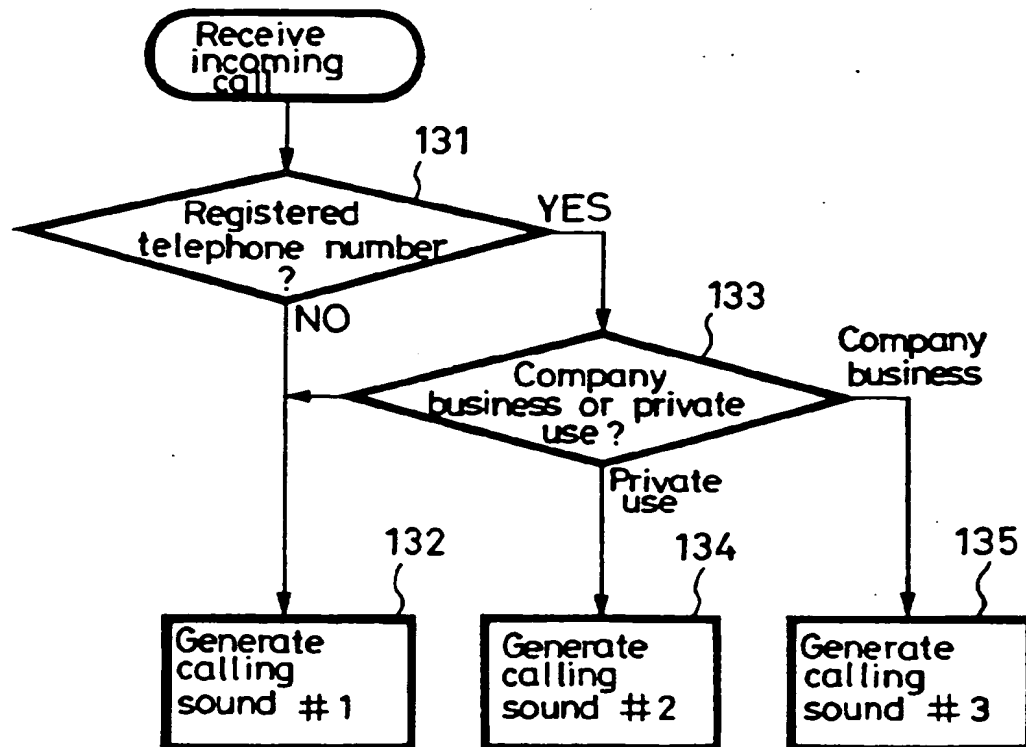 Receive
incoming
call
131
Registered
telephone number
?
YES
NO
133
Company
business or private
use ?
Company
business
Private
use
132
134
135
Generate
calling
sound #1
Generate
calling
sound #2
Generate
calling
sound #3